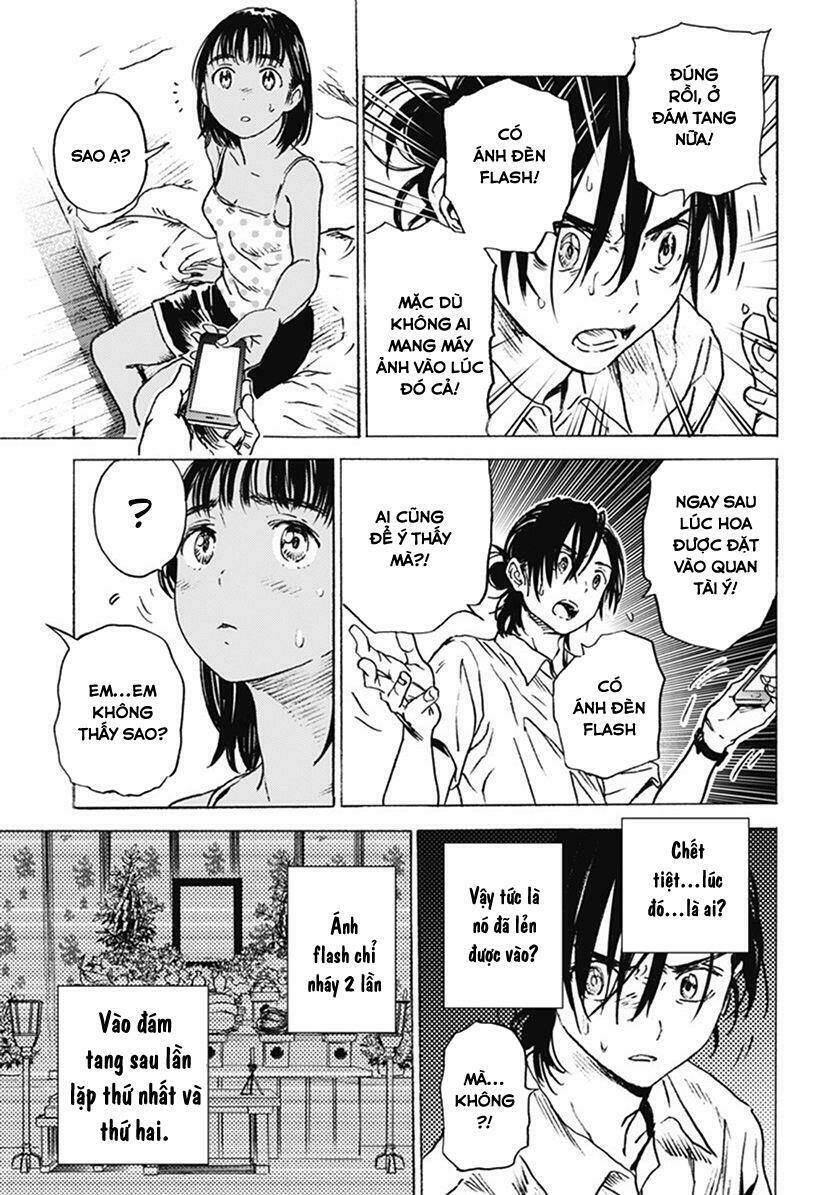 ĐÚNG
RỒI, Ở
ĐÁM TANG
NỮA!
CÓ
ÁNH ĐÈN
FLASH!
MẶC DÙ
KHÔNG AI
MANG MÁY
ẢNH VÀO LÚC
ĐÓ CẢ!
SAO Ạ?
NGAY SAU
LÚC HOA
ĐƯỢC ĐẶT
VÀO QUAN
TÀI Ý!
CÓ
ÁNH ĐÈN
FLASH
AI CŨNG
ĐỂ Ý THẤY
MÀ?!
?
EM...EM
KHÔNG
THẤY SAO?
Chết
tiệt...lúc
đó...là ai?
Vậy tức là
nó đã lẻn
được vào?
MÀ...
KHÔNG
?!
Ánh
flash chỉ
nháy 2 lần
Vào đám
tang sau lần
lặp thứ nhất và
thứ hai.